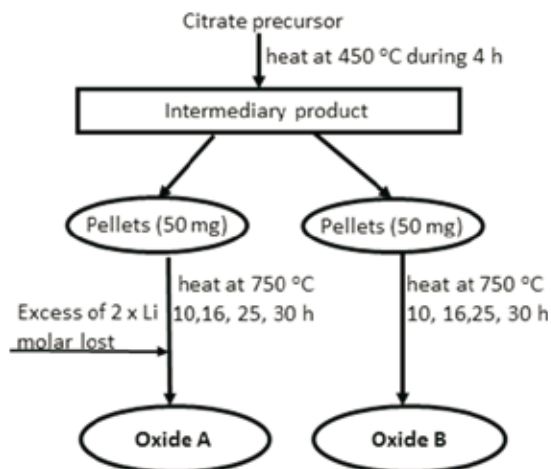 Citrate precursor
heat at 450 °C during 4 h
Intermediary product
Pellets (50 mg)
Pellets (50 mg)
heat at 750 °C
10,16, 25, 30 h
Excess of 2 x Li
molar lost
heat at 750 °C
10, 16,25, 30 h
Oxide A
Oxide B